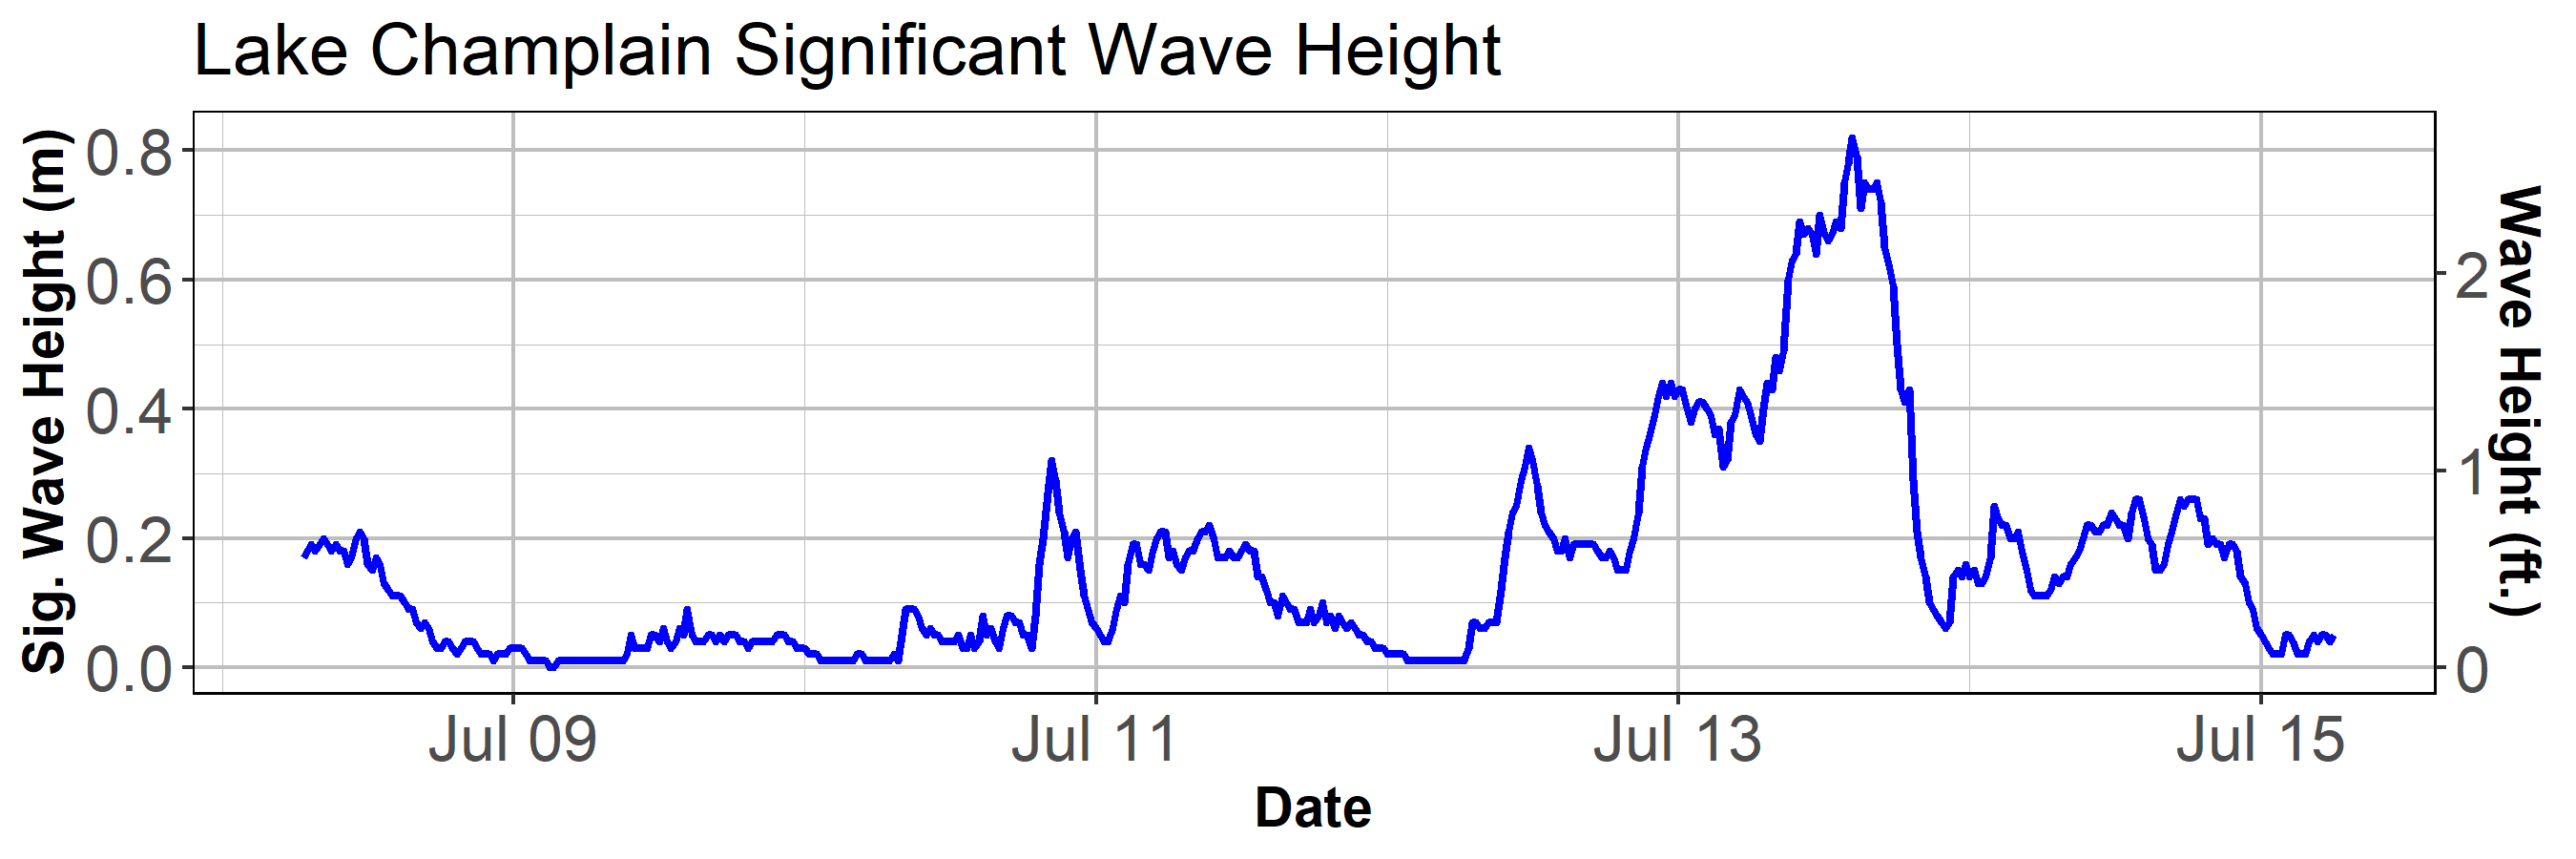 Lake Champlain Significant Wave Height
Sig. Wave Height (m)
0.8
0.6
0.4
0.2
0.0
2
1
0
Wave Height (ft.)
Jul 09
Jul 11
Jul 13
Jul 15
Date